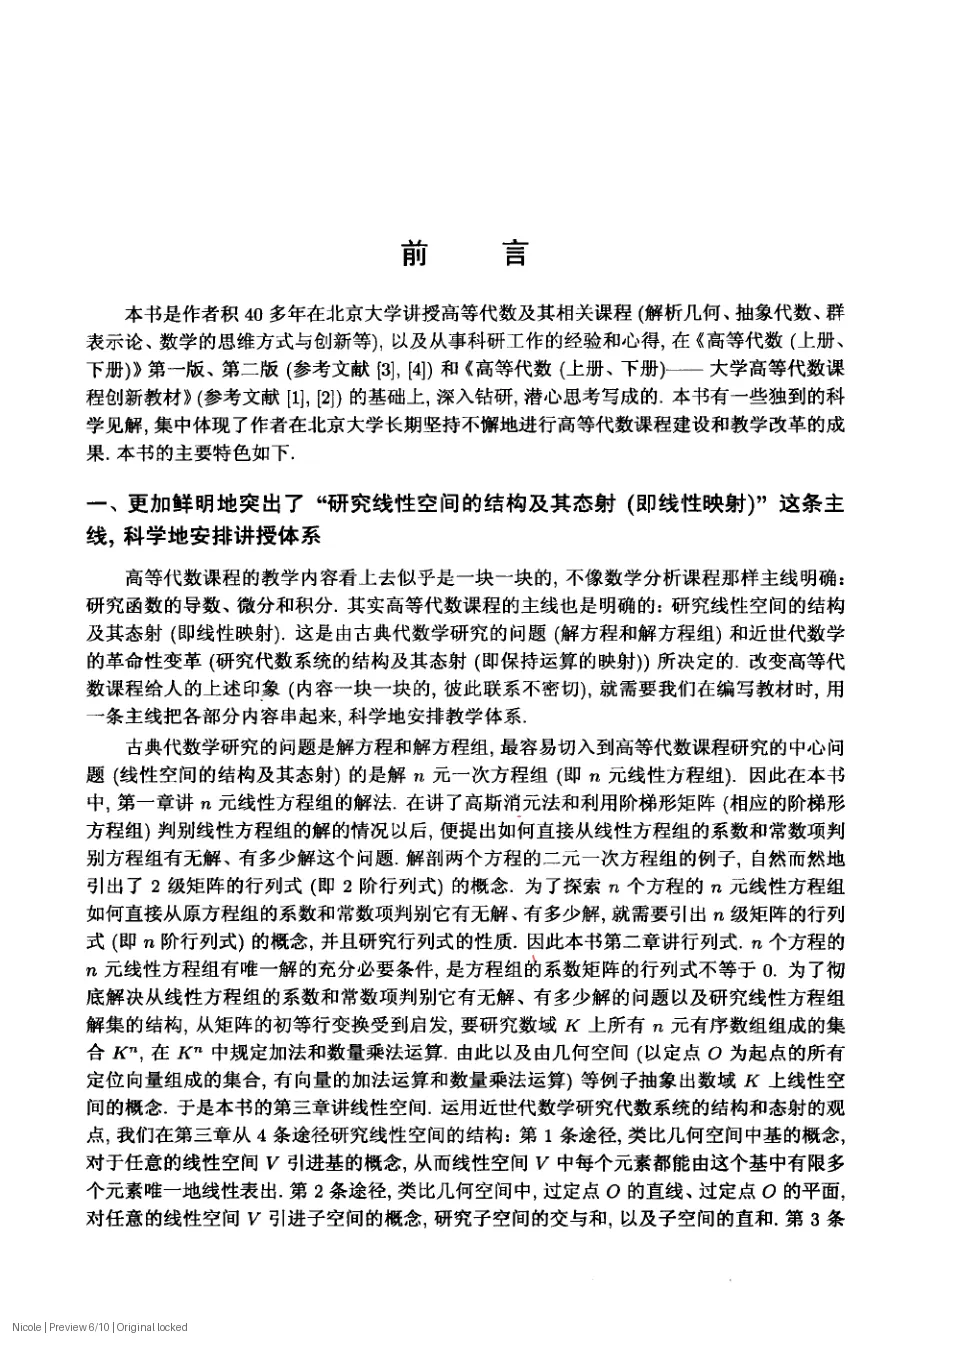 前 言
本书是作者积 40 多年在北京大学讲授高等代数及其相关课程 (解析几何、抽象代数、群
表示论、数学的思维方式与创新等), 以及从事科研工作的经验和心得, 在《高等代数 (上册、
下册)》第一版、第二版 (参考文献 [3], [4]) 和《高等代数 (上册、下册)—— 大学高等代数课
程创新教材》(参考文献 [1], [2]) 的基础上, 深入钻研, 潜心思考写成的. 本书有一些独到的科
学见解, 集中体现了作者在北京大学长期坚持不懈地进行高等代数课程建设和教学改革的成
果. 本书的主要特色如下.
一、更加鲜明地突出了 “研究线性空间的结构及其态射 (即线性映射)” 这条主
线, 科学地安排讲授体系
高等代数课程的教学内容看上去似乎是一块一块的, 不像数学分析课程那样主线明确:
研究函数的导数、微分和积分. 其实高等代数课程的主线也是明确的: 研究线性空间的结构
及其态射 (即线性映射). 这是由古典代数学研究的问题 (解方程和解方程组) 和近世代数学
的革命性变革 (研究代数系统的结构及其态射 (即保持运算的映射)) 所决定的. 改变高等代
数课程给人的上述印象 (内容一块一块的, 彼此联系不密切), 就需要我们在编写教材时, 用
一条主线把各部分内容串起来, 科学地安排教学体系.
古典代数学研究的问题是解方程和解方程组, 最容易切入到高等代数课程研究的中心问
题 (线性空间的结构及其态射) 的是解 n 元一次方程组 (即 n 元线性方程组). 因此在本书
中, 第一章讲 n 元线性方程组的解法. 在讲了高斯消元法和利用阶梯形矩阵 (相应的阶梯形
方程组) 判别线性方程组的解的情况以后, 便提出如何直接从线性方程组的系数和常数项判
别方程组有无解、有多少解这个问题. 解剖两个方程的二元一次方程组的例子, 自然而然地
引出了 2 级矩阵的行列式 (即 2 阶行列式) 的概念. 为了探索 n 个方程的 n 元线性方程组
如何直接从原方程组的系数和常数项判别它有无解、有多少解, 就需要引出 n 级矩阵的行列
式 (即 n 阶行列式) 的概念, 并且研究行列式的性质. 因此本书第二章讲行列式. n 个方程的
n 元线性方程组有唯一解的充分必要条件, 是方程组的系数矩阵的行列式不等于 0. 为了彻
底解决从线性方程组的系数和常数项判别它有无解、有多少解的问题以及研究线性方程组
解集的结构, 从矩阵的初等行变换受到启发, 要研究数域 K 上所有 n 元有序数组组成的集
合 Kⁿ, 在 Kⁿ 中规定加法和数量乘法运算. 由此以及由几何空间 (以定点 O 为起点的所有
定位向量组成的集合, 有向量的加法运算和数量乘法运算) 等例子抽象出数域 K 上线性空
间的概念. 于是本书的第三章讲线性空间. 运用近世代数学研究代数系统的结构和态射的观
点, 我们在第三章从 4 条途径研究线性空间的结构: 第 1 条途径, 类比几何空间中基的概念,
对于任意的线性空间 V 引进基的概念, 从而线性空间 V 中每个元素都能由这个基中有限多
个元素唯一地线性表出. 第 2 条途径, 类比几何空间中, 过定点 O 的直线、过定点 O 的平面,
对任意的线性空间 V 引进子空间的概念, 研究子空间的交与和, 以及子空间的直和. 第 3 条
Nicole | Preview 6/10 | Original locked